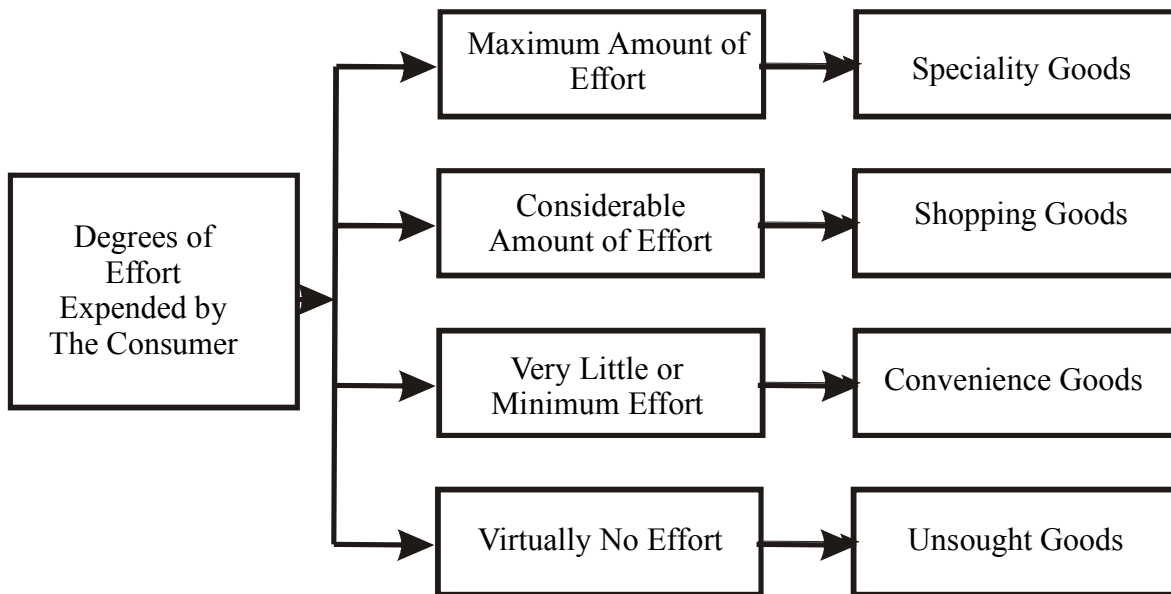 Degrees of
Effort
Expended by
The Consumer
Maximum Amount of
Effort
Speciality Goods
Considerable
Amount of Effort
Shopping Goods
Very Little or
Minimum Effort
Convenience Goods
Virtually No Effort
Unsought Goods